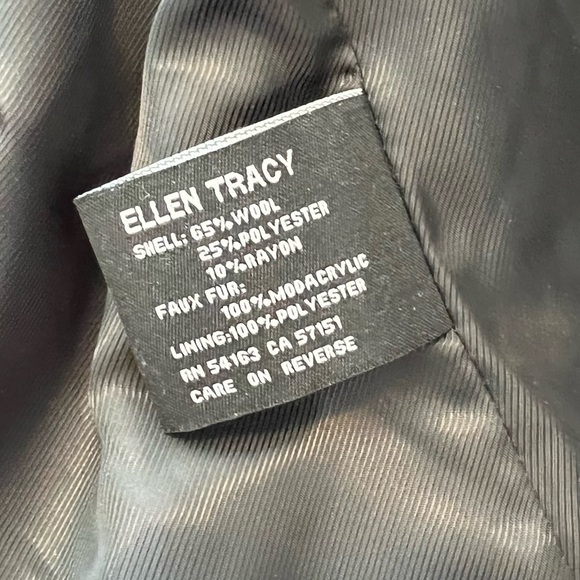 ELLEN TRACY
SHELL: 65% WOOL
25% POLYESTER
10% RAYON
FAUX FUR:
100% MODACRYLIC
LINING:100% POLYESTER
RN 54163 CA 57151
CARE ON REVERSE